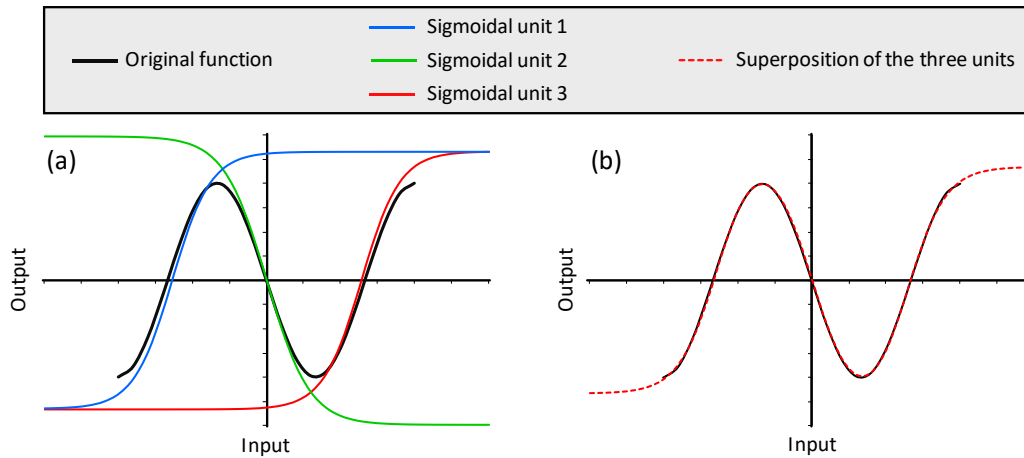 Original function
Sigmoidal unit 1
Sigmoidal unit 2
Sigmoidal unit 3
Superposition of the three units
(a)
Output
Input
(b)
Output
Input